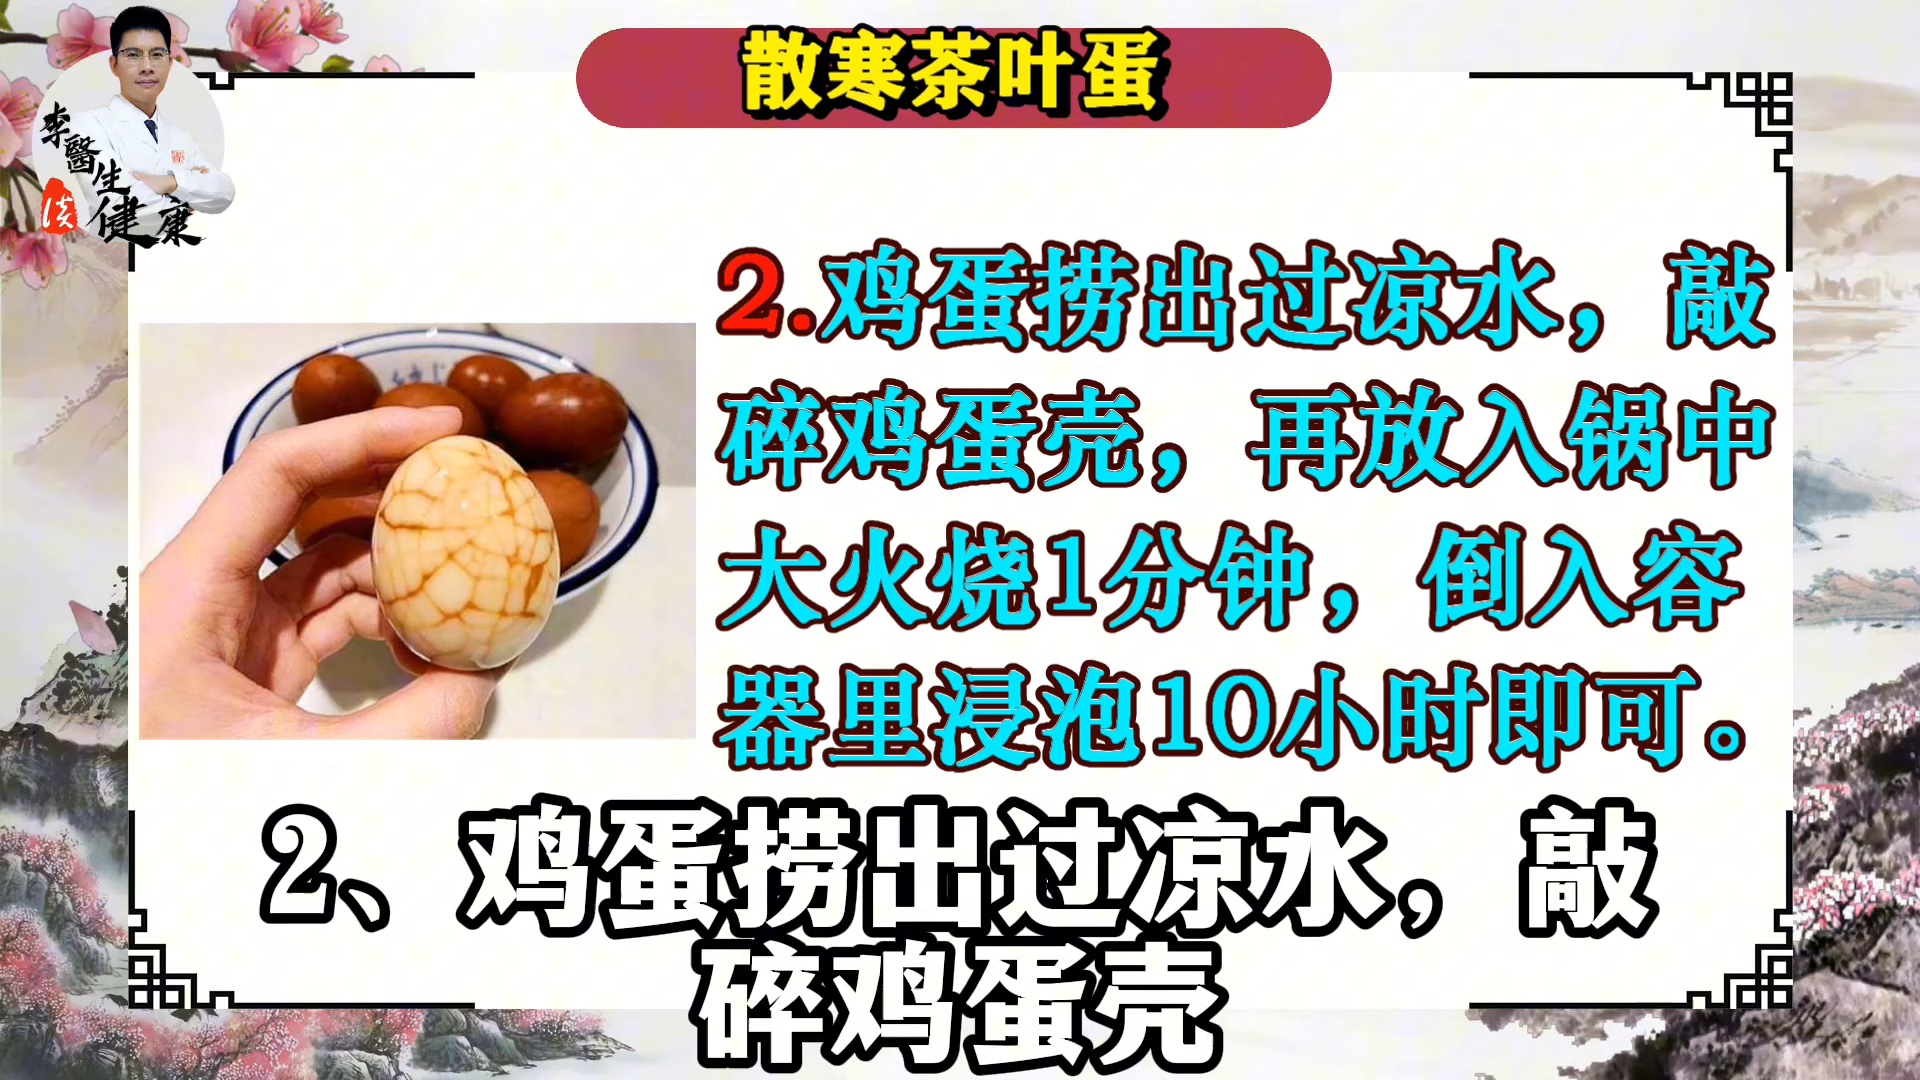 散寒茶叶蛋
李醫生
谈
健康
2.鸡蛋捞出过凉水，敲
碎鸡蛋壳，再放入锅中
大火烧1分钟，倒入容
器里浸泡10小时即可。
2、鸡蛋捞出过凉水，敲
碎鸡蛋壳